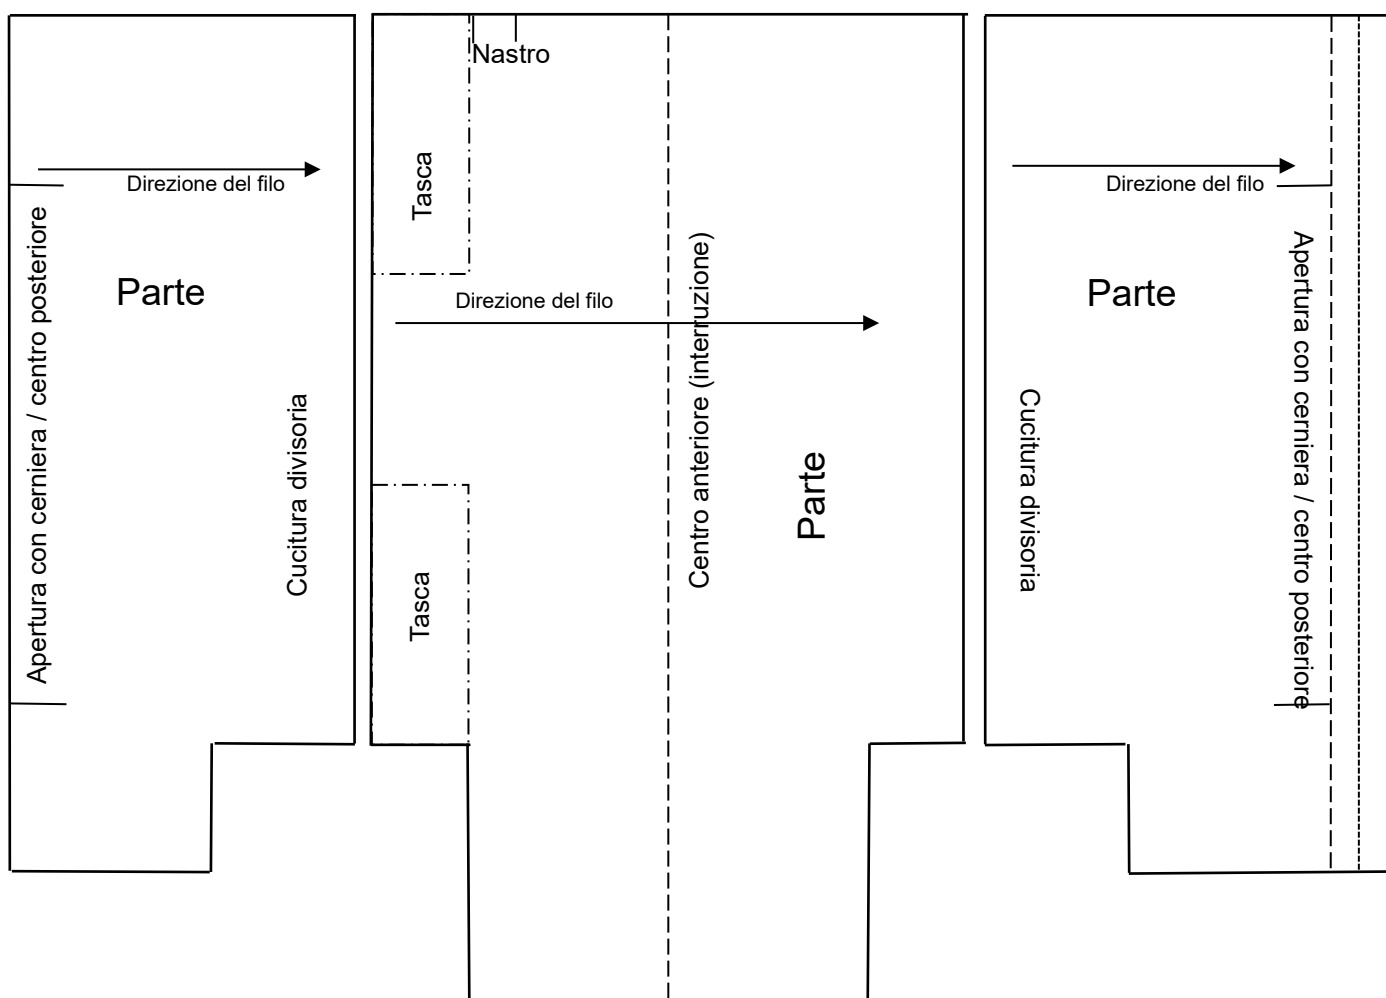 Direzione del filo
Apertura con cerniera / centro posteriore
Parte
Cucitura divisoria
Nastro
Tasca
Direzione del filo
Centro anteriore (interruzione)
Parte
Tasca
Direzione del filo
Parte
Cucitura divisoria
Apertura con cerniera / centro posteriore